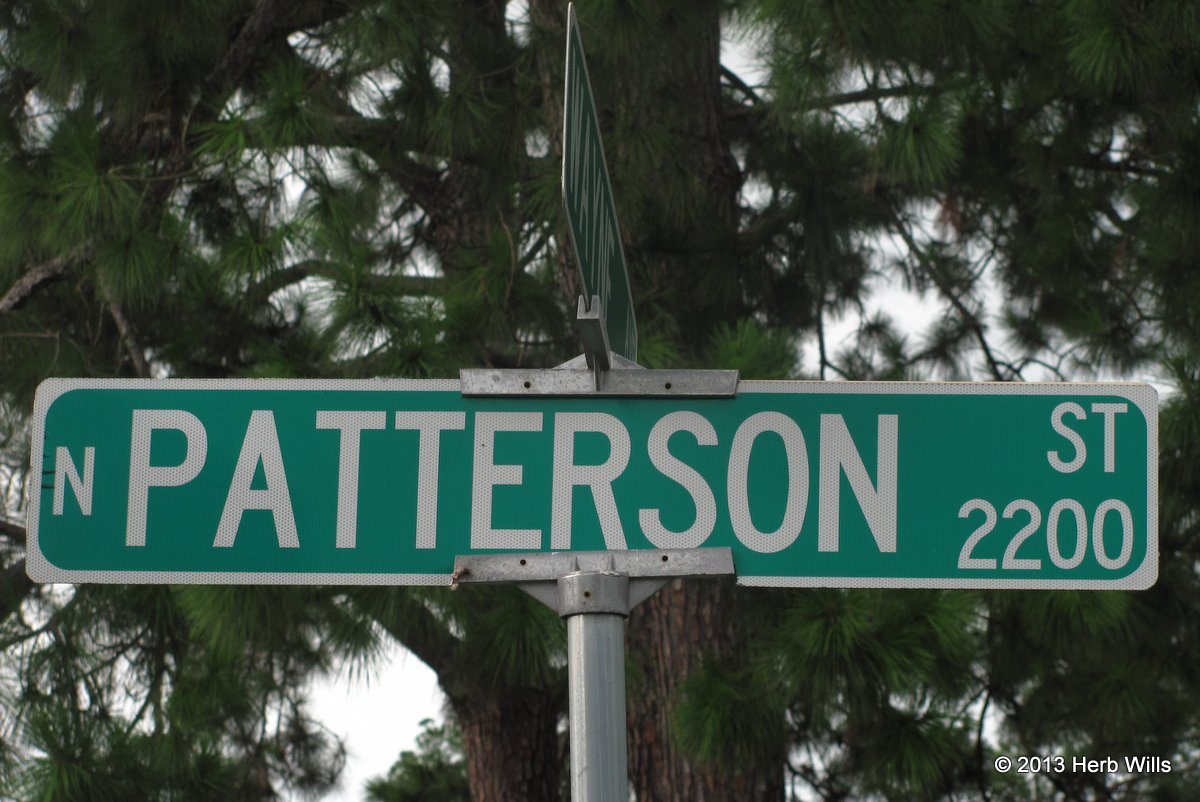 N PATTERSON ST
2200
© 2013 Herb Wills